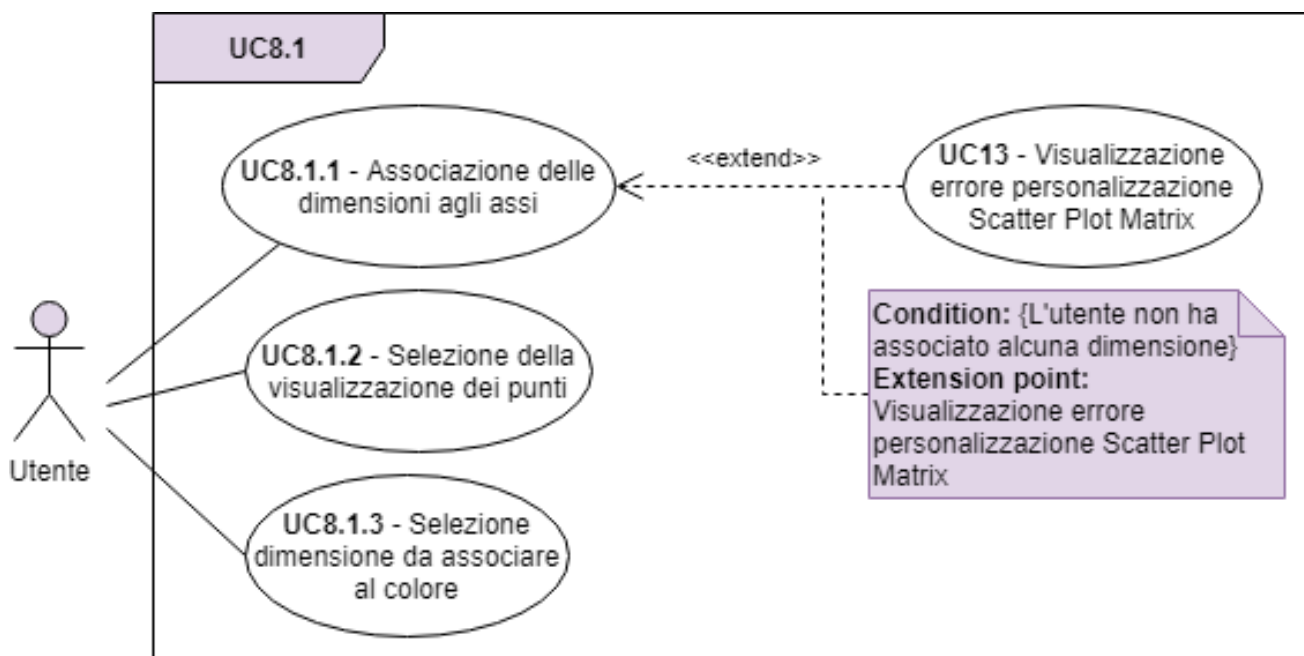 UC8.1
UC8.1.1 - Associazione delle
dimensioni agli assi
<<extend>>
UC13 - Visualizzazione
errore personalizzazione
Scatter Plot Matrix
Condition: {L'utente non ha
associato alcuna dimensione}
Extension point:
Visualizzazione errore
personalizzazione Scatter Plot
Matrix
UC8.1.2 - Selezione della
visualizzazione dei punti
Utente
UC8.1.3 - Selezione
dimensione da associare
al colore